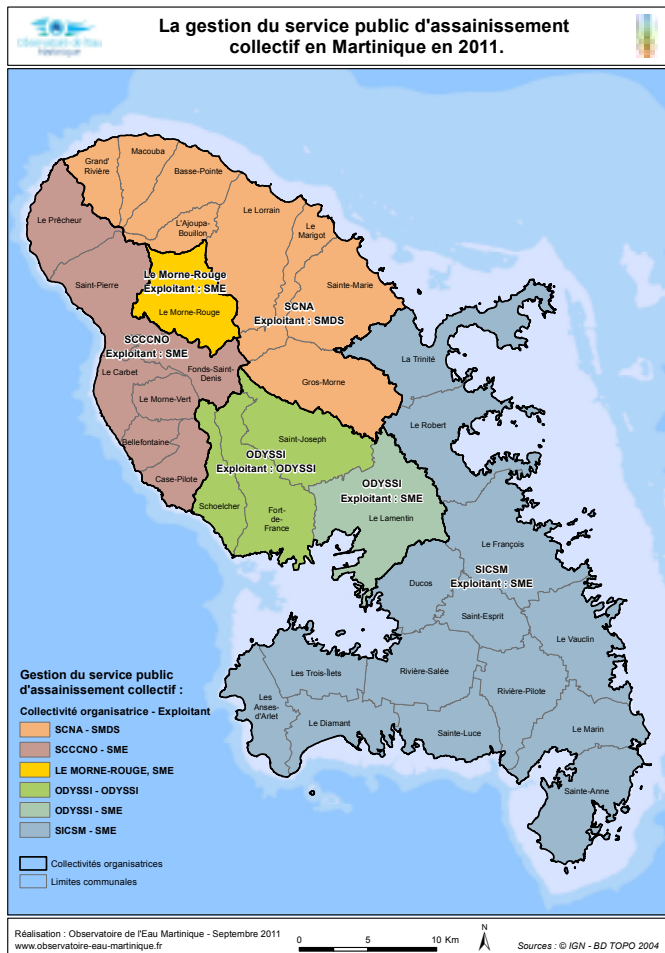 La gestion du service public d'assainissement
collectif en Martinique en 2011.
Observatoire de l'Eau
Martinique
Grand'
Rivière
Macouba
Basse-Pointe
Le Prêcheur
L'Ajoupa-
Bouillon
Le Lorrain
Le
Marigot
Saint-Pierre
Le Morne-Rouge
Exploitant : SME
Le Morne-Rouge
Sainte-Marie
SCNA
Exploitant : SMDS
SCCCNO
Exploitant : SME
Le Carbet
Fonds-Saint-
Denis
La Trinité
Gros-Morne
Le Morne-Vert
Le Robert
Bellefontaine
Saint-Joseph
ODYSSI
Exploitant : ODYSSI
Case-Pilote
ODYSSI
Exploitant : SME
Schoelcher
Fort-
de-
France
Le Lamentin
Le François
SICSM
Exploitant : SME
Ducos
Saint-Esprit
Le Vauclin
Les Trois-Îlets
Rivière-Salée
Rivière-Pilote
Les
Anses-
d'Arlet
Le Diamant
Sainte-Luce
Le Marin
Sainte-Anne
Gestion du service public
d'assainissement collectif :
Collectivité organisatrice - Exploitant
SCNA - SMDS
SCCCNO - SME
LE MORNE-ROUGE, SME
ODYSSI - ODYSSI
ODYSSI - SME
SICSM - SME
Collectivités organisatrices
Limites communales
Réalisation : Observatoire de l'Eau Martinique - Septembre 2011
www.observatoire-eau-martinique.fr
0 5 10 Km
N
Sources : © IGN - BD TOPO 2004